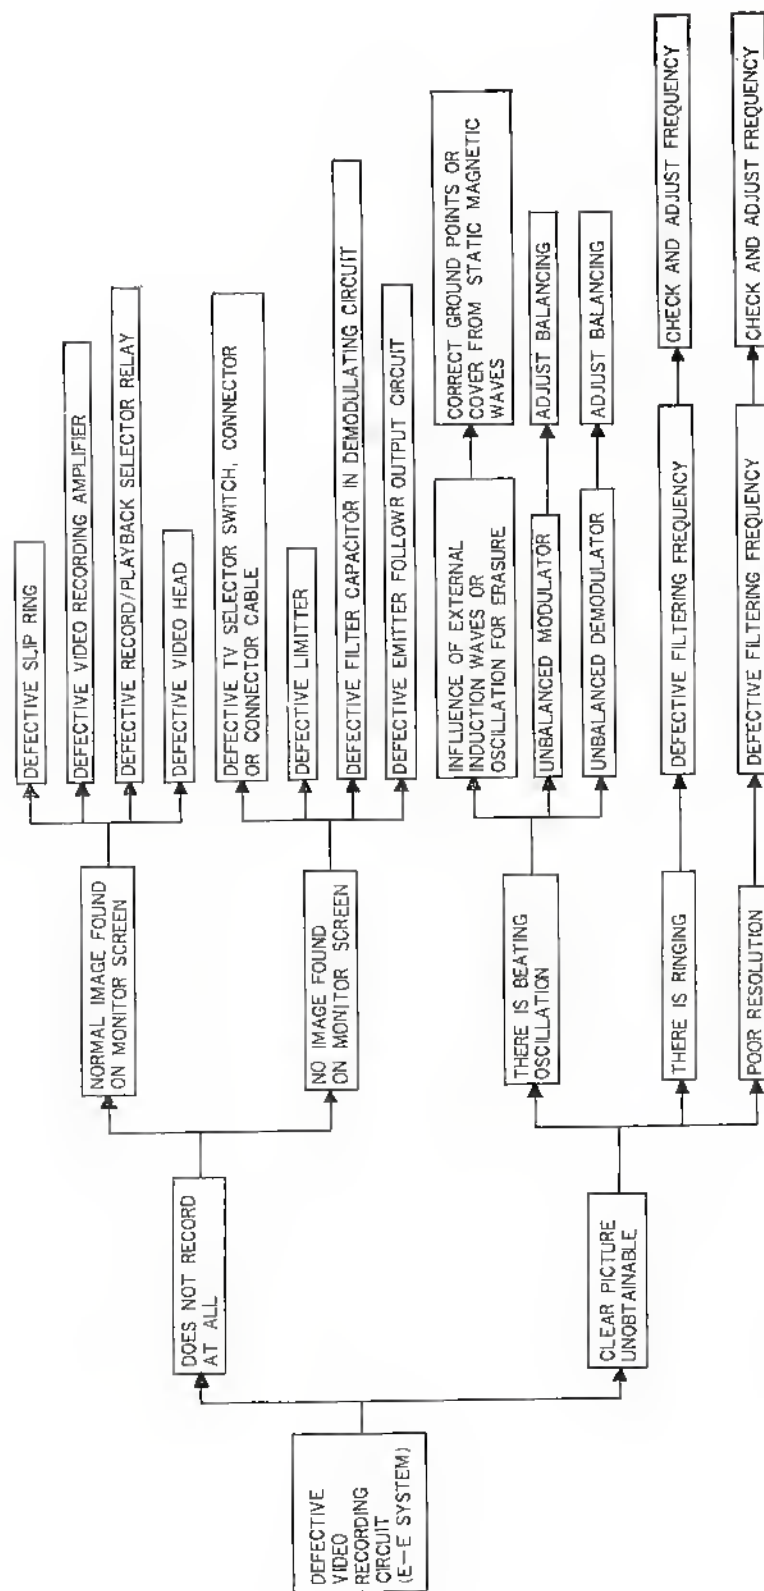 DEFECTIVE
VIDEO
RECORDING
CIRCUIT
(E-E SYSTEM)
DOES NOT RECORD
AT ALL
NORMAL IMAGE FOUND
ON MONITOR SCREEN
DEFECTIVE SLIP RING
DEFECTIVE VIDEO RECORDING AMPLIFIER
DEFECTIVE RECORD/PLAYBACK SELECTOR RELAY
DEFECTIVE VIDEO HEAD
NO IMAGE FOUND
ON MONITOR SCREEN
DEFECTIVE TV SELECTOR SWITCH, CONNECTOR
OR CONNECTOR CABLE
DEFECTIVE LIMITTER
DEFECTIVE FILTER CAPACITOR IN DEMODULATING CIRCUIT
DEFECTIVE EMITTER FOLLOWR OUTPUT CIRCUIT
CLEAR PICTURE
UNOBTAINABLE
THERE IS BEATING
OSCILLATION
INFLUENCE OF EXTERNAL
INDUCTION WAVES OR
OSCILLATION FOR ERASURE
CORRECT GROUND POINTS OR
COVER FROM STATIC MAGNETIC
WAVES
UNBALANCED MODULATOR
ADJUST BALANCING
UNBALANCED DEMODULATOR
ADJUST BALANCING
THERE IS RINGING
DEFECTIVE FILTERING FREQUENCY
CHECK AND ADJUST FREQUENCY
POOR RESOLUTION
DEFECTIVE FILTERING FREQUENCY
CHECK AND ADJUST FREQUENCY